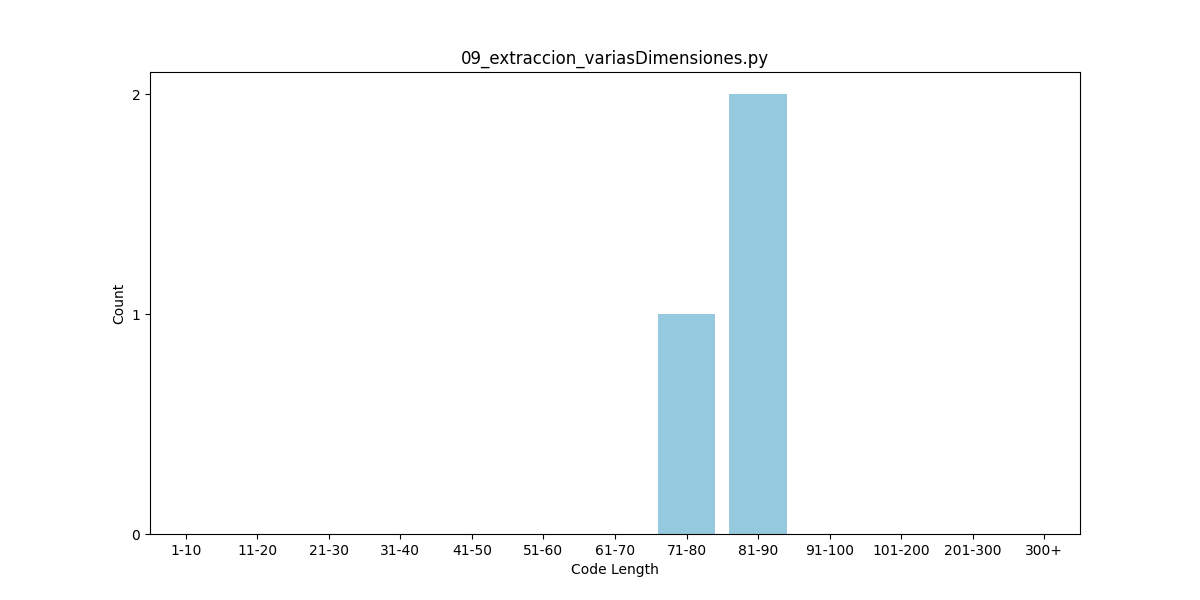 09_extraccion_variasDimensiones.py
2
1
0
Count
1-10 11-20 21-30 31-40 41-50 51-60 61-70 71-80 81-90 91-100 101-200 201-300 300+
Code Length